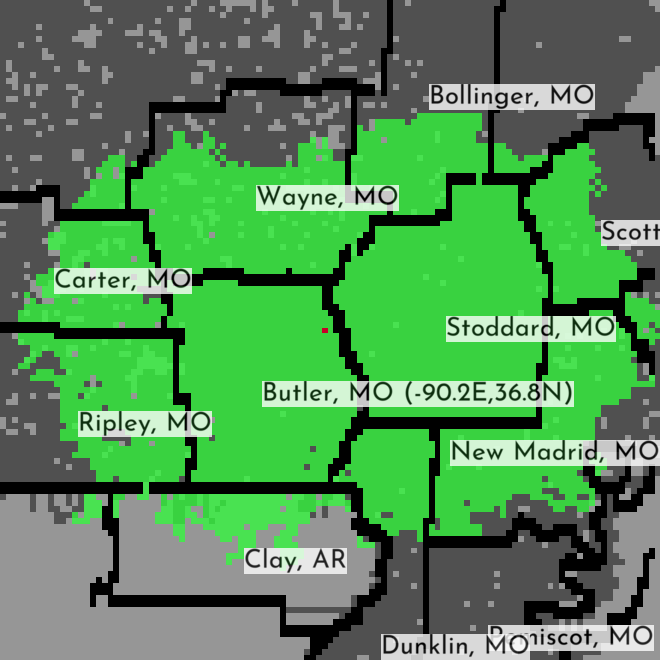 Bollinger, MO
Wayne, MO
Scott
Carter, MO
Stoddard, MO
Butler, MO (-90.2E,36.8N)
Ripley, MO
New Madrid, MO
Clay, AR
Pemiscot, MO
Dunklin, MO